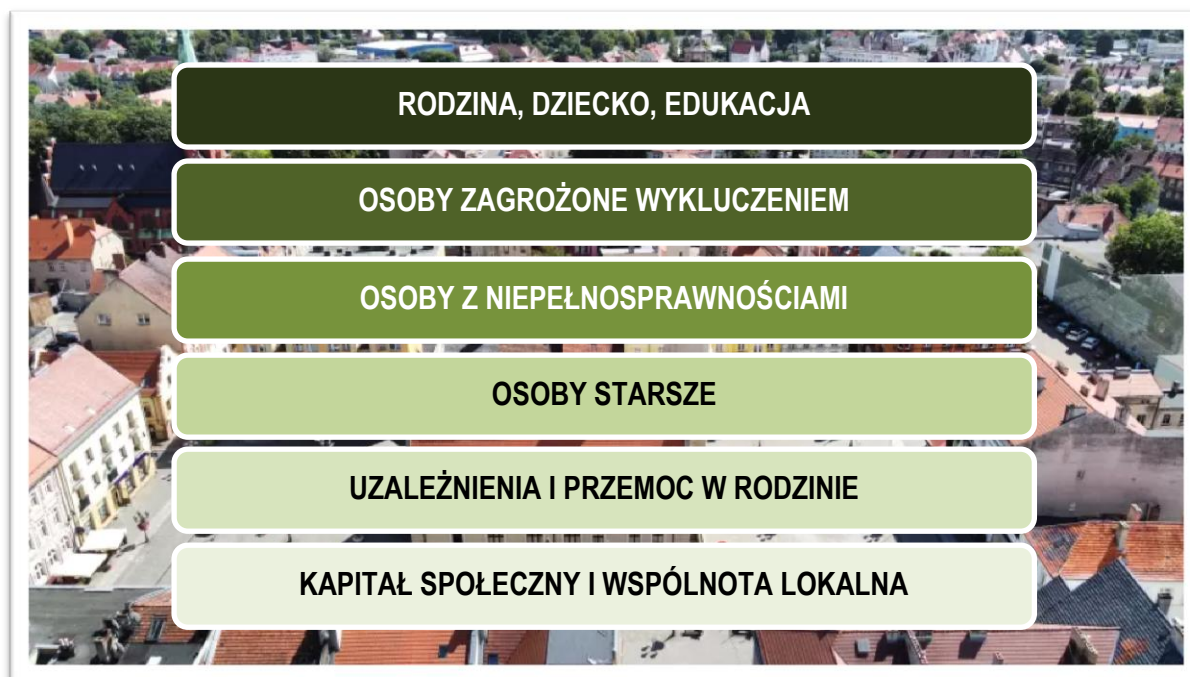 RODZINA, DZIECKO, EDUKACJA
OSOBY ZAGROŻONE WYKLUCZENIEM
OSOBY Z NIEPEŁNOSPRAWNOŚCIAMI
OSOBY STARSZE
UZALEŻNIENIA I PRZEMOC W RODZINIE
KAPITAŁ SPOŁECZNY I WSPÓLNOTA LOKALNA